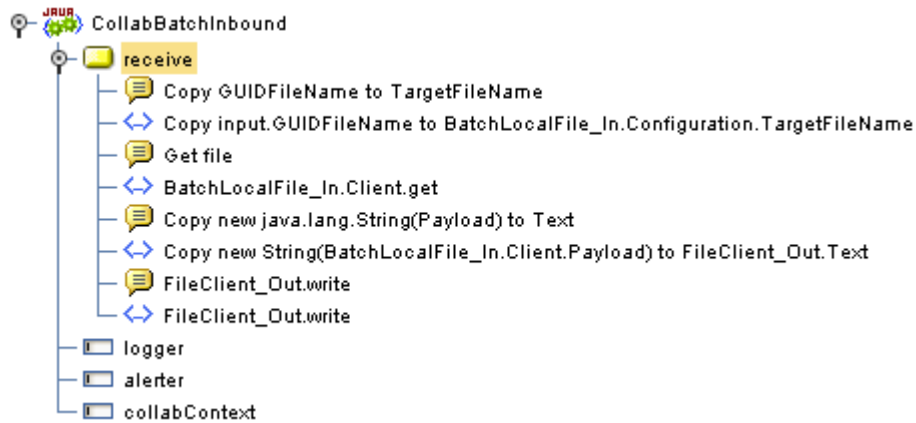 JAVA
CollabBatchInbound
receive
Copy GUIDFileName to TargetFileName
Copy input.GUIDFileName to BatchLocalFile_In.Configuration.TargetFileName
Get file
BatchLocalFile_In.Client.get
Copy new java.lang.String(Payload) to Text
Copy new String(BatchLocalFile_In.Client.Payload) to FileClient_Out.Text
FileClient_Out.write
FileClient_Out.write
logger
alerter
collabContext